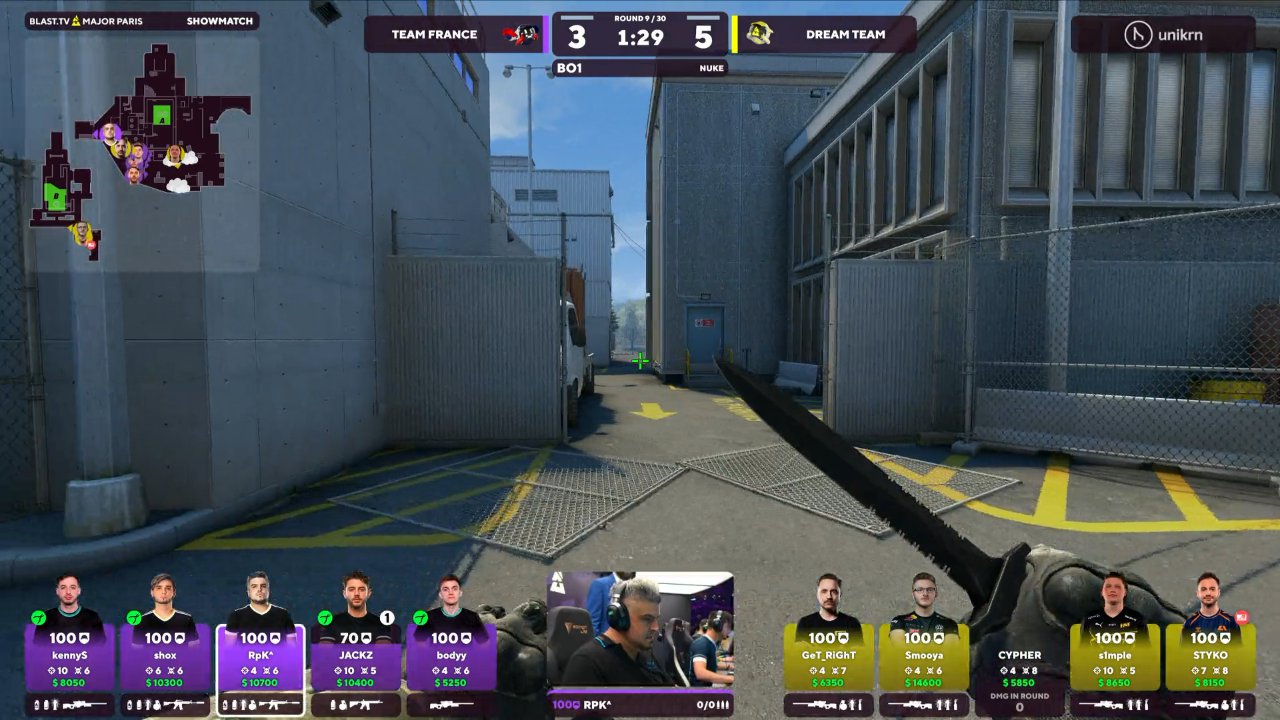 BLAST.TV MAJOR PARIS SHOWMATCH
TEAM FRANCE
3
ROUND 9 / 30
1:29
5
DREAM TEAM
unikrn
BO1 NUKE
A
B
100 100 100 70 1 100
kennyS shox RpK^ JACKZ bodyy
10 6 6 6 4 6 10 5 4 6
$8050 $10300 $10700 $10400 $5250
100 RPK^ 0/0
100 100 100 100
GeT_RiGhT Smooya CYPHER s1mple STYKO
4 7 4 6 4 8 10 5 7 8
$6350 $14600 $5850 $8650 $8150
DMG IN ROUND
0